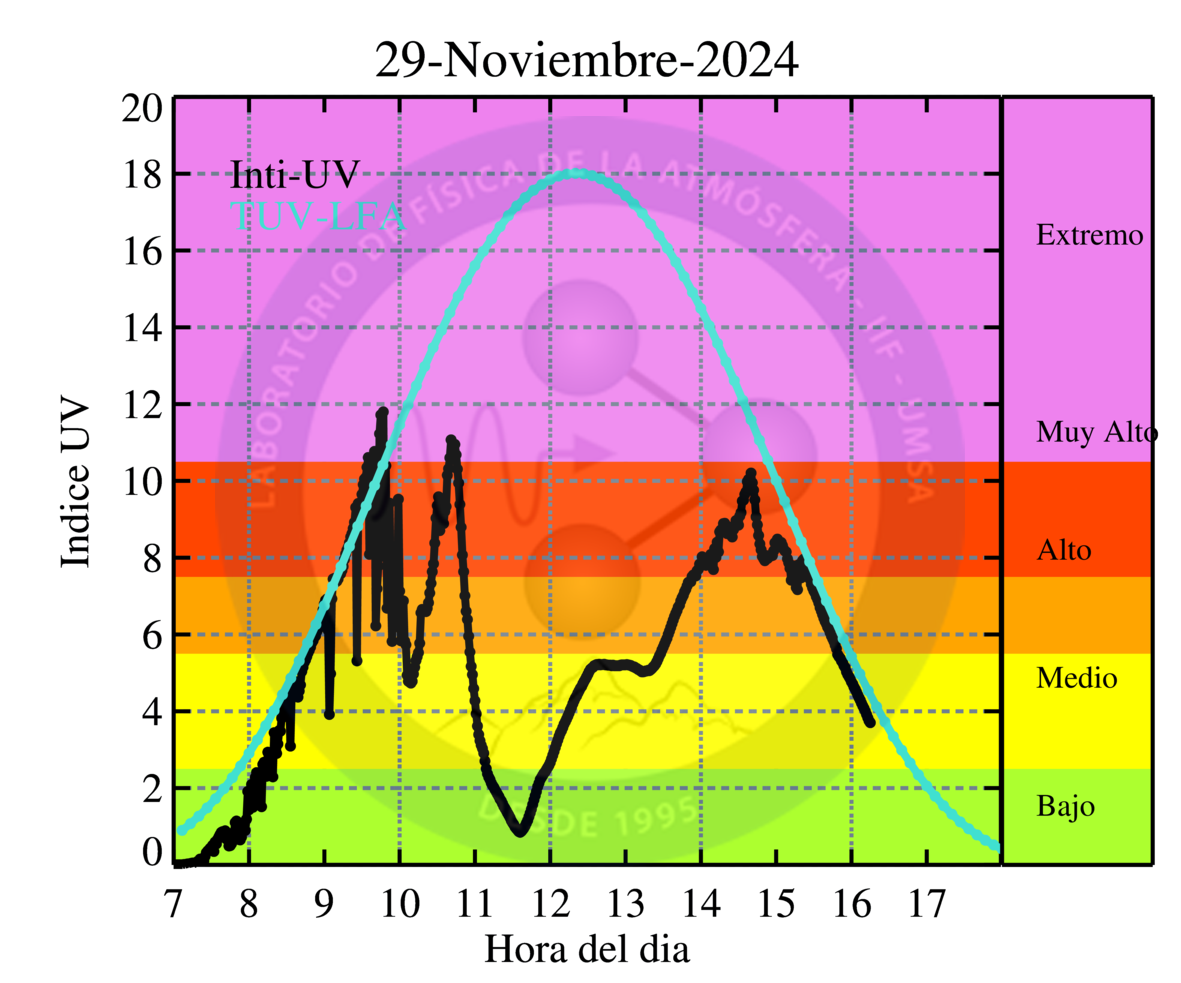 29-Noviembre-2024
20
18
16
14
12
10
8
6
4
2
0
Indice UV
Inti-UV
TUV-LFA
LABORATORIO DE FÍSICA DE LA ATMÓSFERA - IIF - UMSA
DESDE 1995
Extremo
Muy Alto
Alto
Medio
Bajo
7 8 9 10 11 12 13 14 15 16 17
Hora del dia